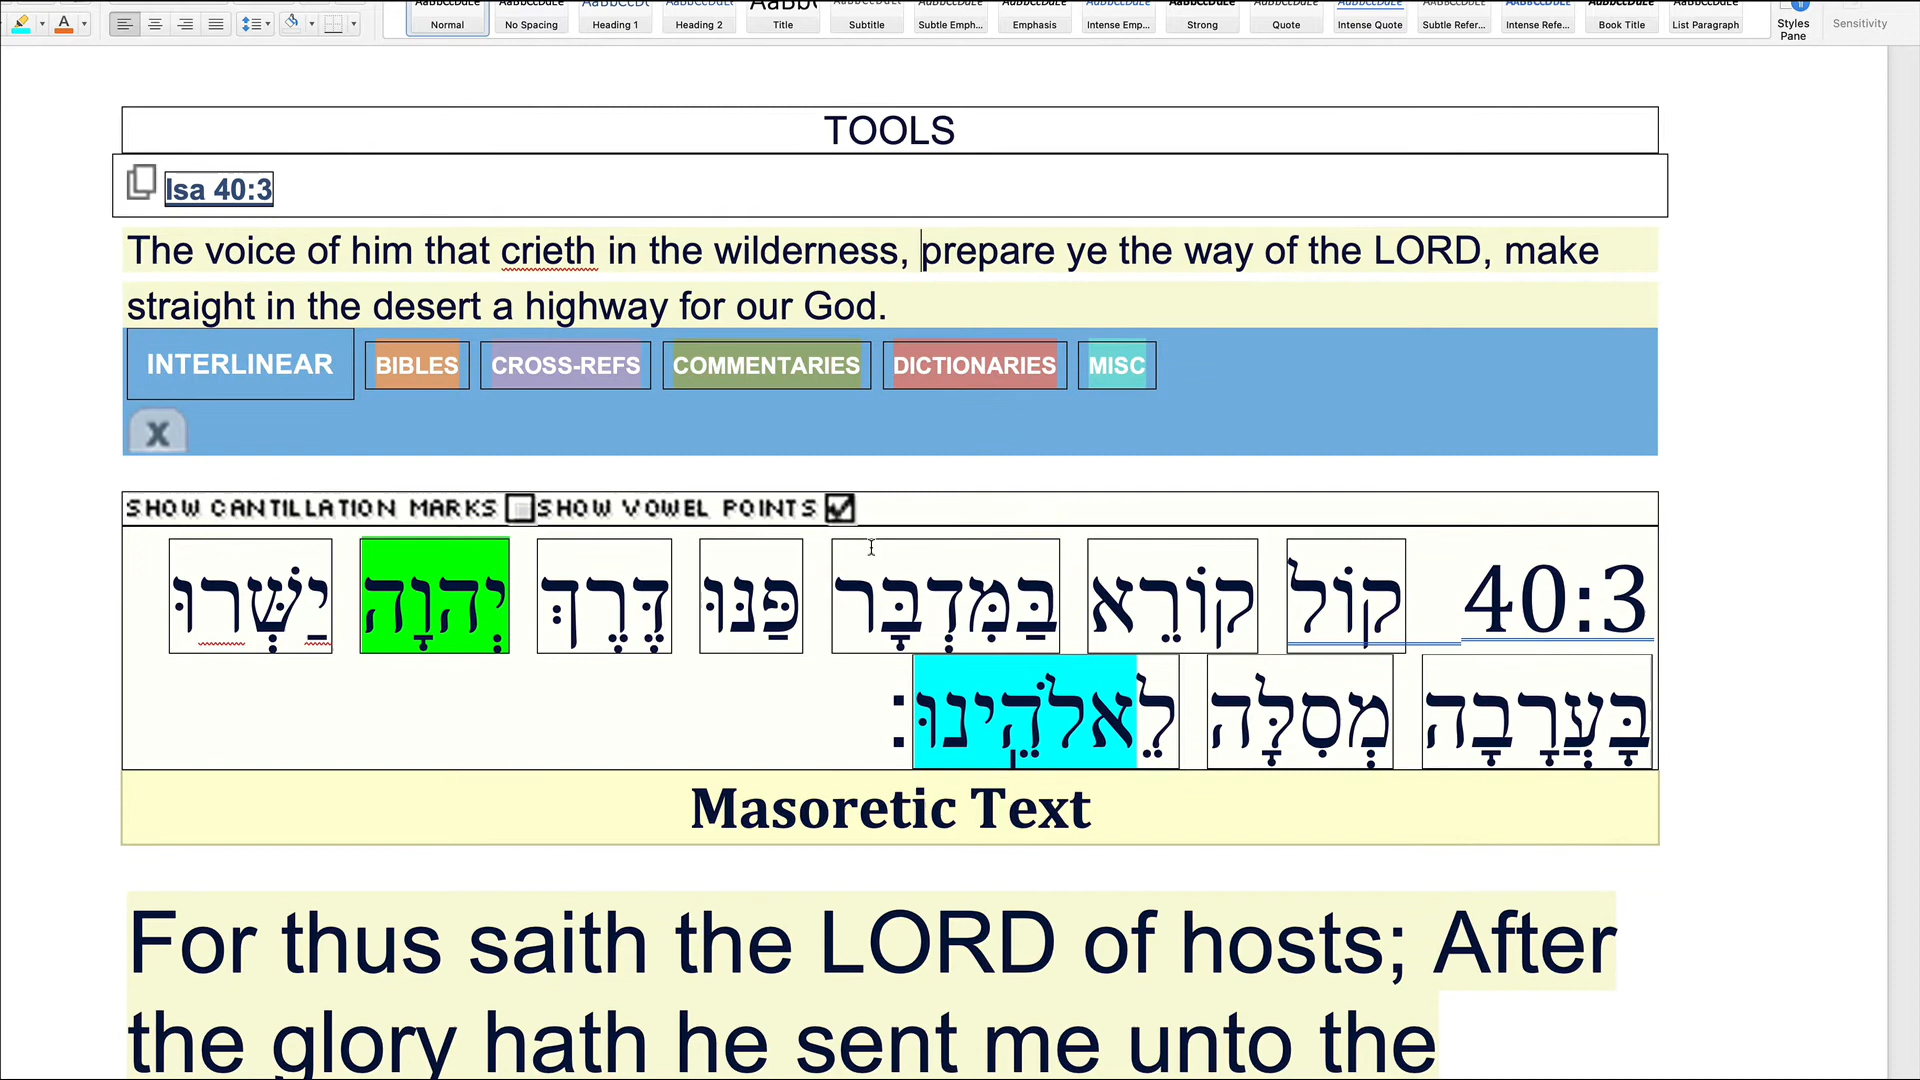 Normal No Spacing Heading 1 Heading 2 Title Subtitle Subtle Emph... Emphasis Intense Emp... Strong Quote Intense Quote Subtle Refer... Intense Refe... Book Title List Paragraph Styles Pane Sensitivity
TOOLS
Isa 40:3
The voice of him that crieth in the wilderness, prepare ye the way of the LORD, make
straight in the desert a highway for our God.
INTERLINEAR BIBLES CROSS-REFS COMMENTARIES DICTIONARIES MISC
X
SHOW CANTILLATION MARKS SHOW VOWEL POINTS
40:3 קוֹל קוֹרֵא בַּמִּדְבָּר פַּנּוּ דֶּרֶךְ יְהוָה יַשְּׁרוּ
בָּעֲרָבָה מְסִלָּה לֵאלֹהֵינוּ:
Masoretic Text
For thus saith the LORD of hosts; After
the glory hath he sent me unto the